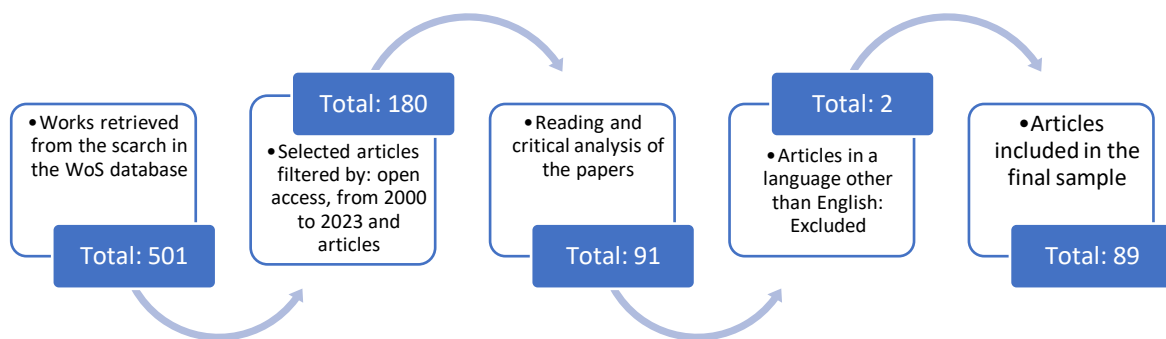 •Works retrieved
from the scarch in
the WoS database
Total: 501
Total: 180
•Selected articles
filtered by: open
access, from 2000
to 2023 and
articles
•Reading and
critical analysis of
the papers
Total: 91
Total: 2
•Articles in a
language other
than English:
Excluded
•Articles
included in the
final sample
Total: 89